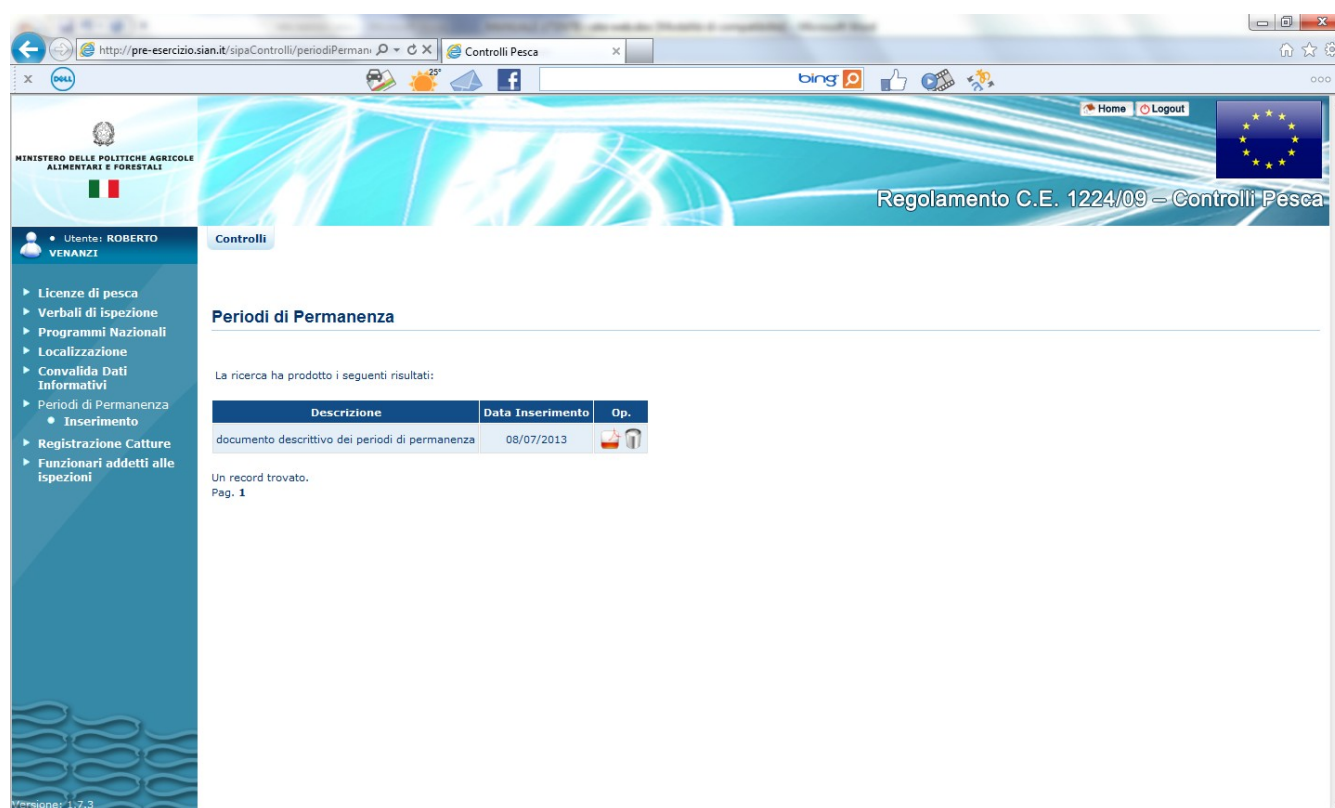 http://pre-esercizio.sian.it/sipaControlli/periodiPerman
Controlli Pesca
DELL
25°
bing
Home
Logout
MINISTERO DELLE POLITICHE AGRICOLE
ALIMENTARI E FORESTALI
Regolamento C.E. 1224/09 – Controlli Pesca
Utente: ROBERTO
VENANZI
Controlli
Licenze di pesca
Verbali di ispezione
Programmi Nazionali
Localizzazione
Convalida Dati
Informativi
Periodi di Permanenza
Inserimento
Registrazione Catture
Funzionari addetti alle
ispezioni
Periodi di Permanenza
La ricerca ha prodotto i seguenti risultati:
Descrizione Data Inserimento Op.
documento descrittivo dei periodi di permanenza 08/07/2013
Un record trovato.
Pag. 1
Versione: 1.7.3